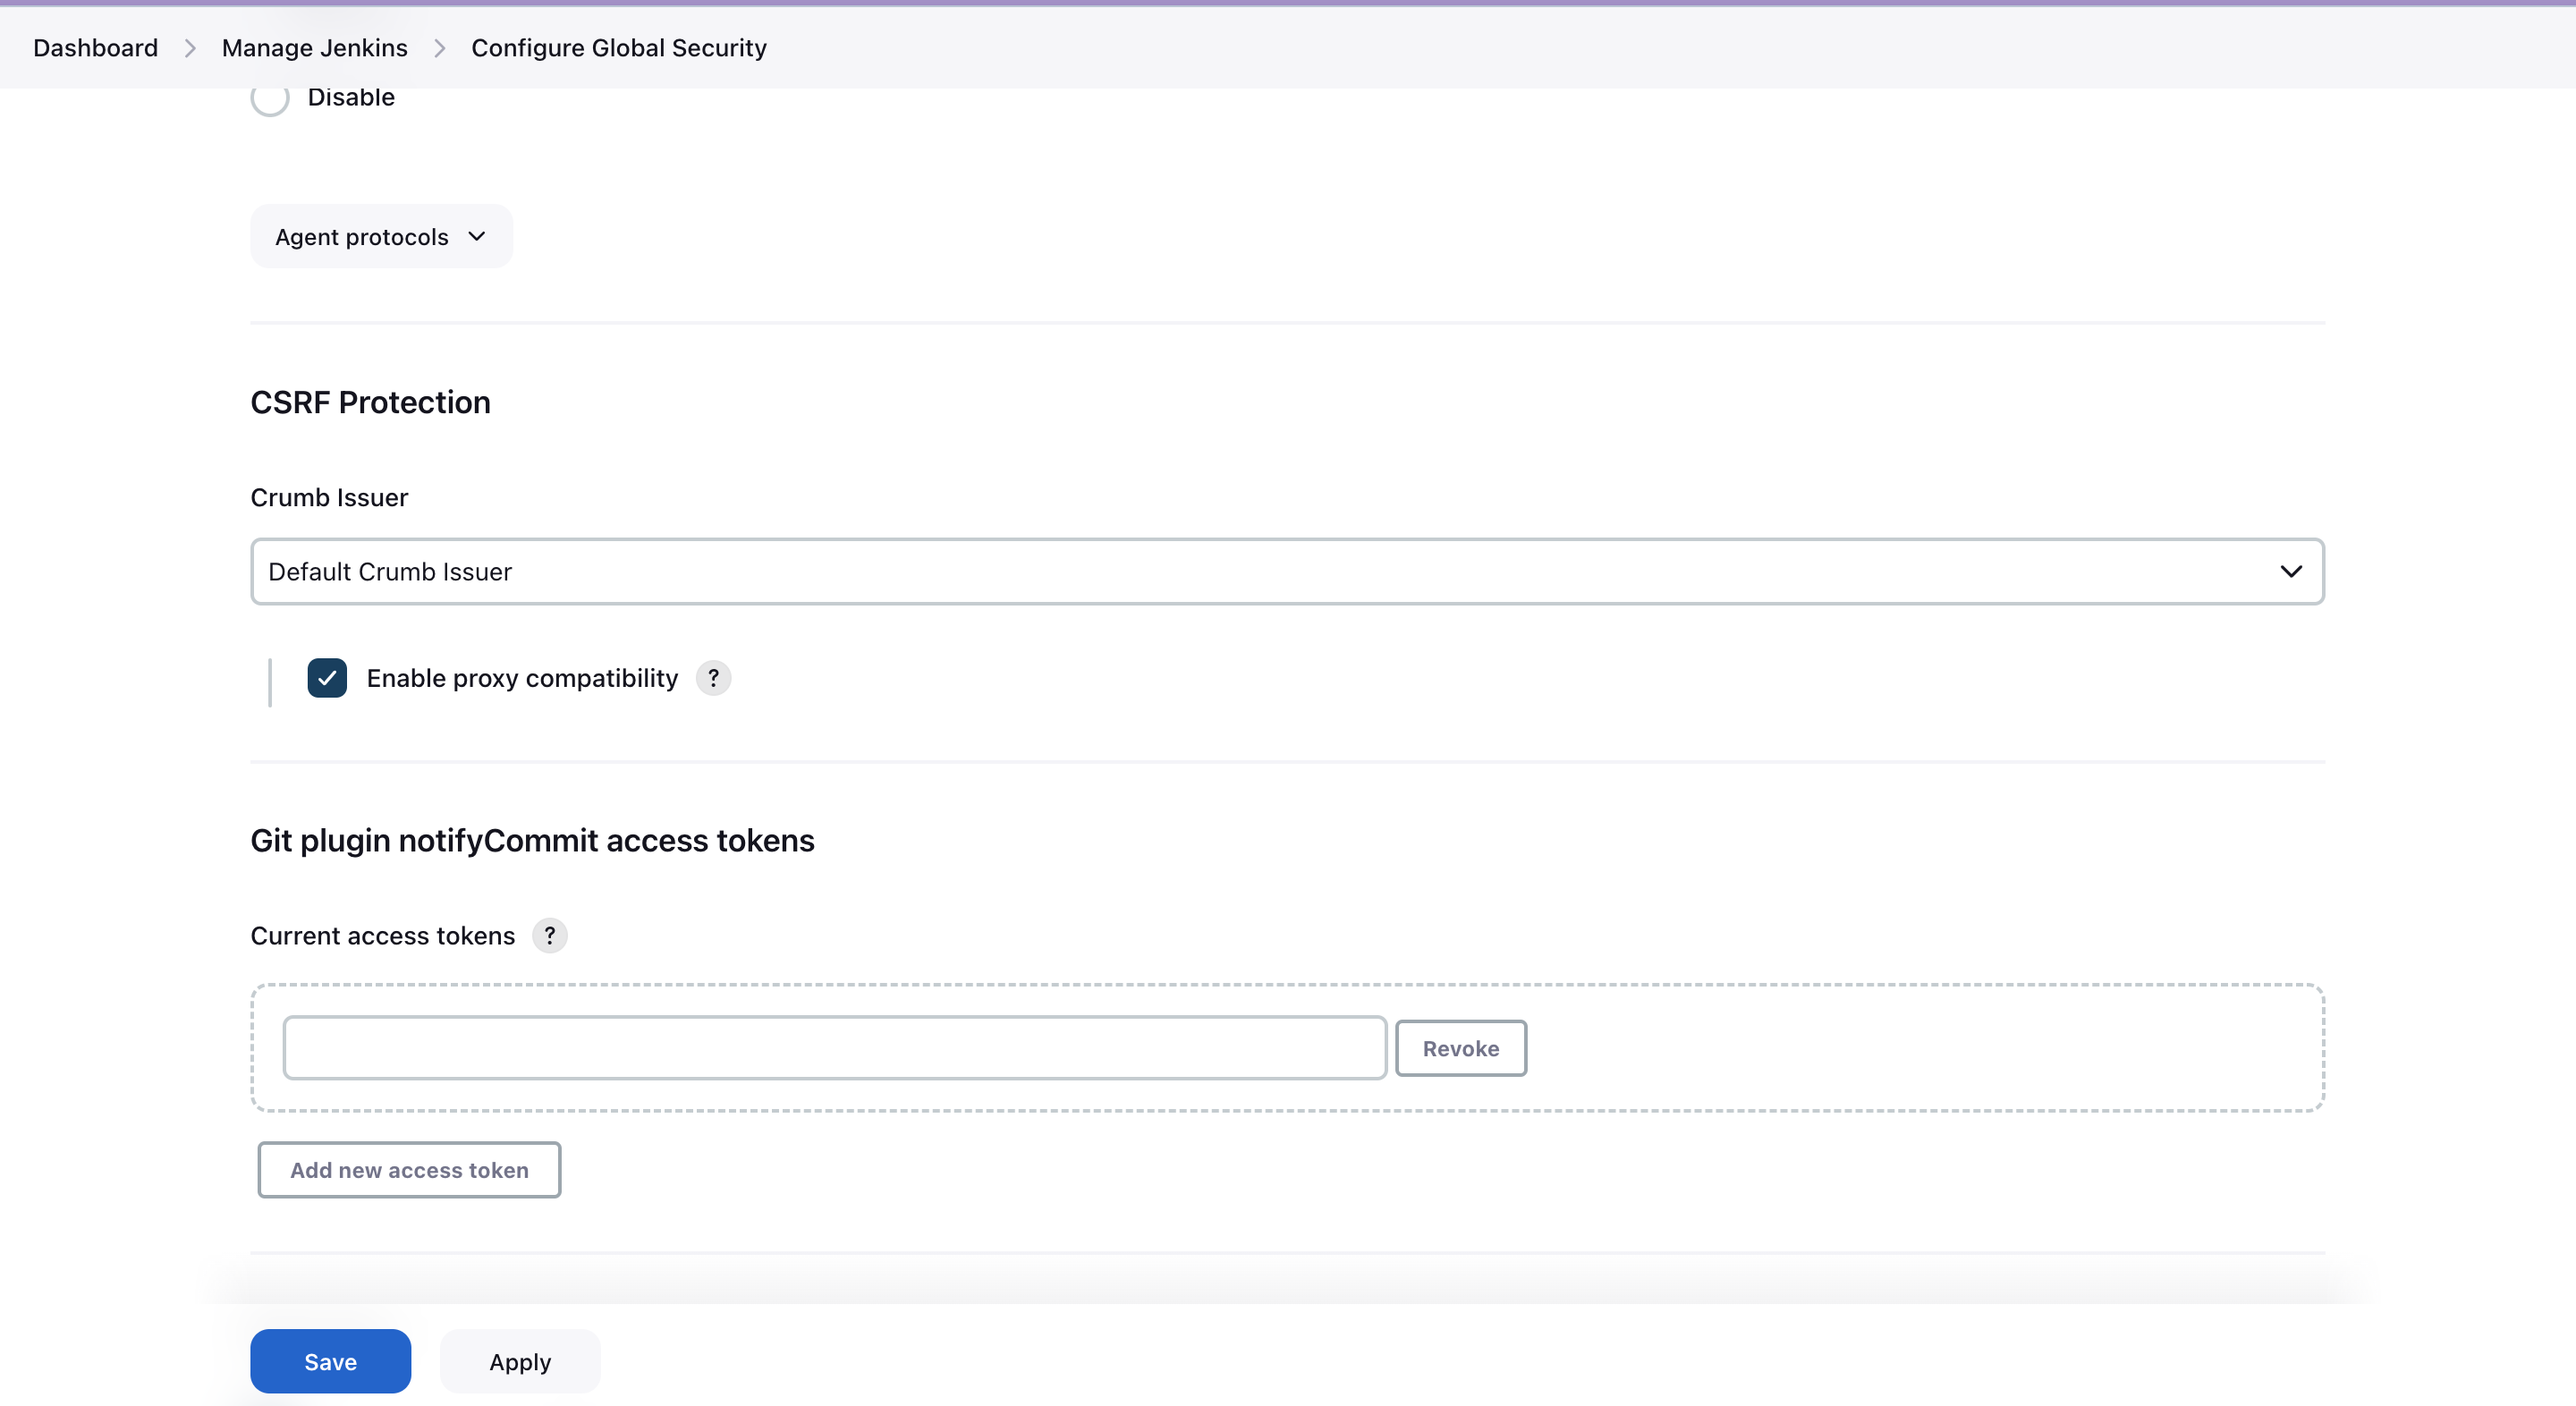 Dashboard > Manage Jenkins > Configure Global Security
Disable
Agent protocols
CSRF Protection
Crumb Issuer
Default Crumb Issuer
Enable proxy compatibility ?
Git plugin notifyCommit access tokens
Current access tokens ?
Revoke
Add new access token
Save Apply